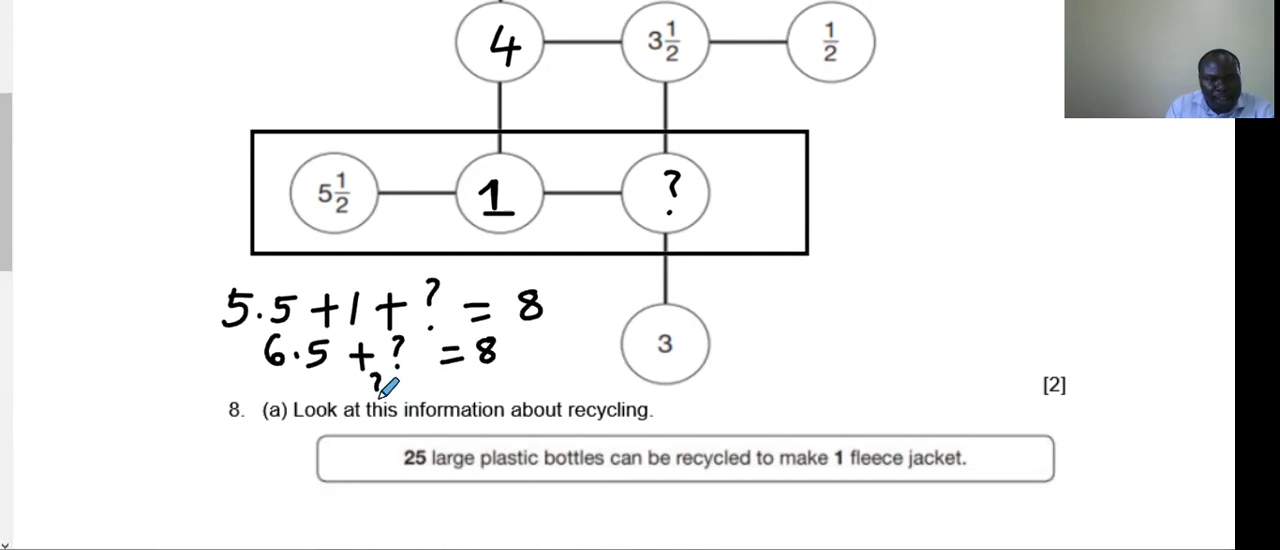 4 3 1/2 1/2
5 1/2 1 ?
5.5 + 1 + ? = 8
3
6.5 + ? = 8
?
[2]
8. (a) Look at this information about recycling.
25 large plastic bottles can be recycled to make 1 fleece jacket.